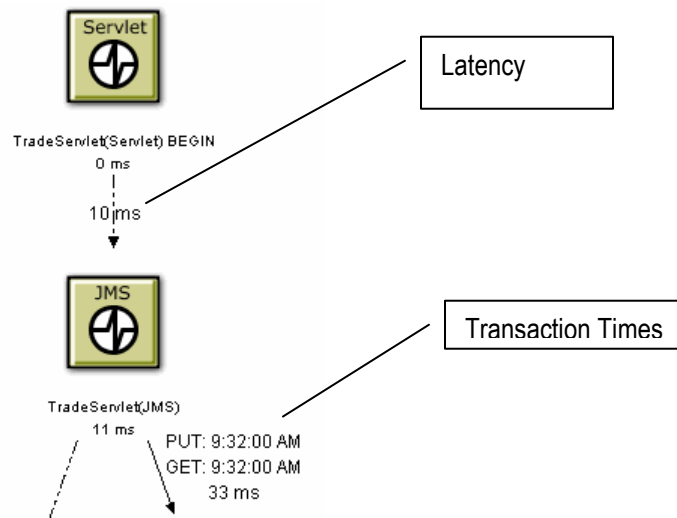 Servlet
Latency
TradeServlet(Servlet) BEGIN
0 ms
10 ms
JMS
Transaction Times
TradeServlet(JMS)
11 ms
PUT: 9:32:00 AM
GET: 9:32:00 AM
33 ms